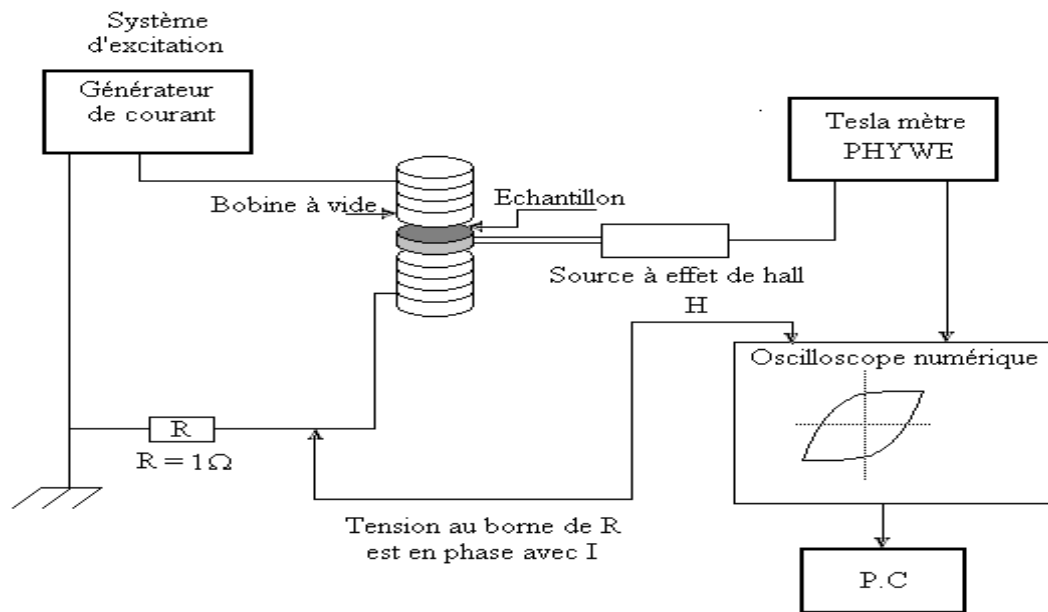 Système
d'excitation
Générateur
de courant
Tesla mètre
PHYWE
Bobine à vide
Echantillon
Source à effet de hall
H
Oscilloscope numérique
R
R = 1Ω
Tension au borne de R
est en phase avec I
P.C